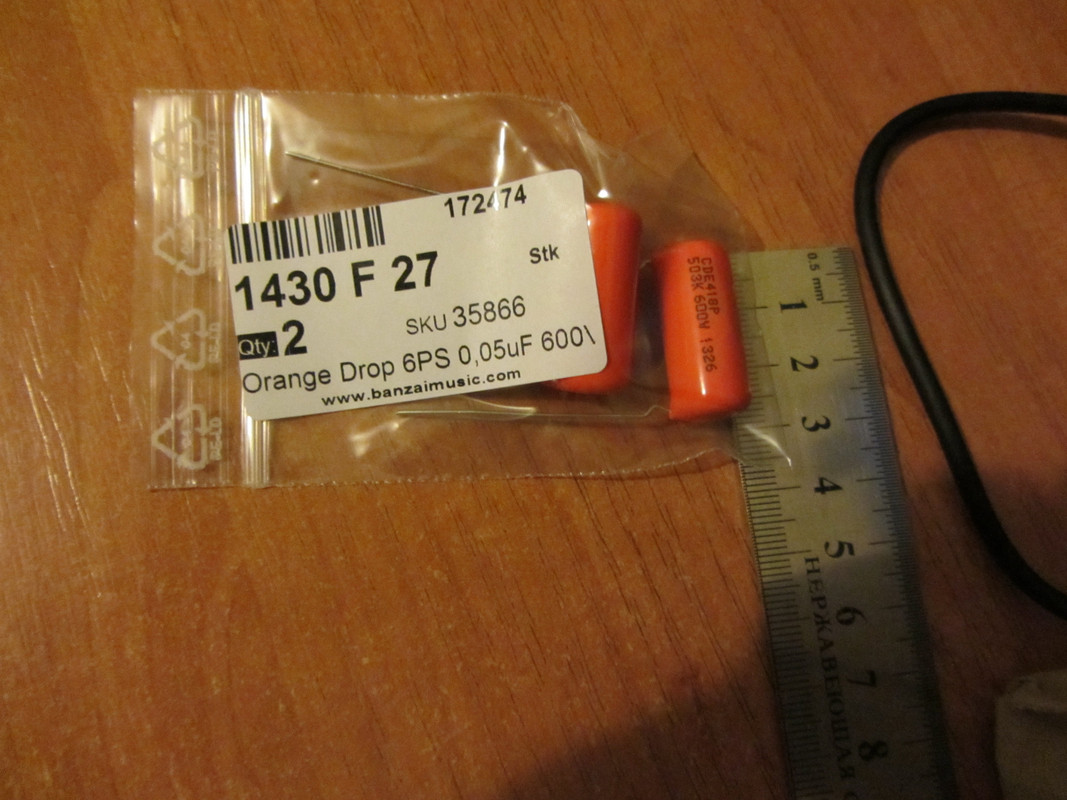 172474
1430 F 27
Stk
Qty: 2
SKU 35866
Orange Drop 6PS 0,05uF 600\
www.banzaimusic.com
CDE418P
503K 600V 1326
0.5 mm
1
2
3
4
5
6
7
8
НЕРЖАВЕЮЩАЯ